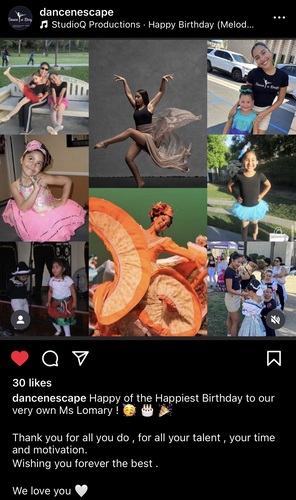 dancenescape
StudioQ Productions · Happy Birthday (Melod...
30 likes
dancenescape Happy of the Happiest Birthday to our
very own Ms Lomary ! 🥳 🎂 🎉
Thank you for all you do , for all your talent , your time
and motivation.
Wishing you forever the best .
We love you 🤍